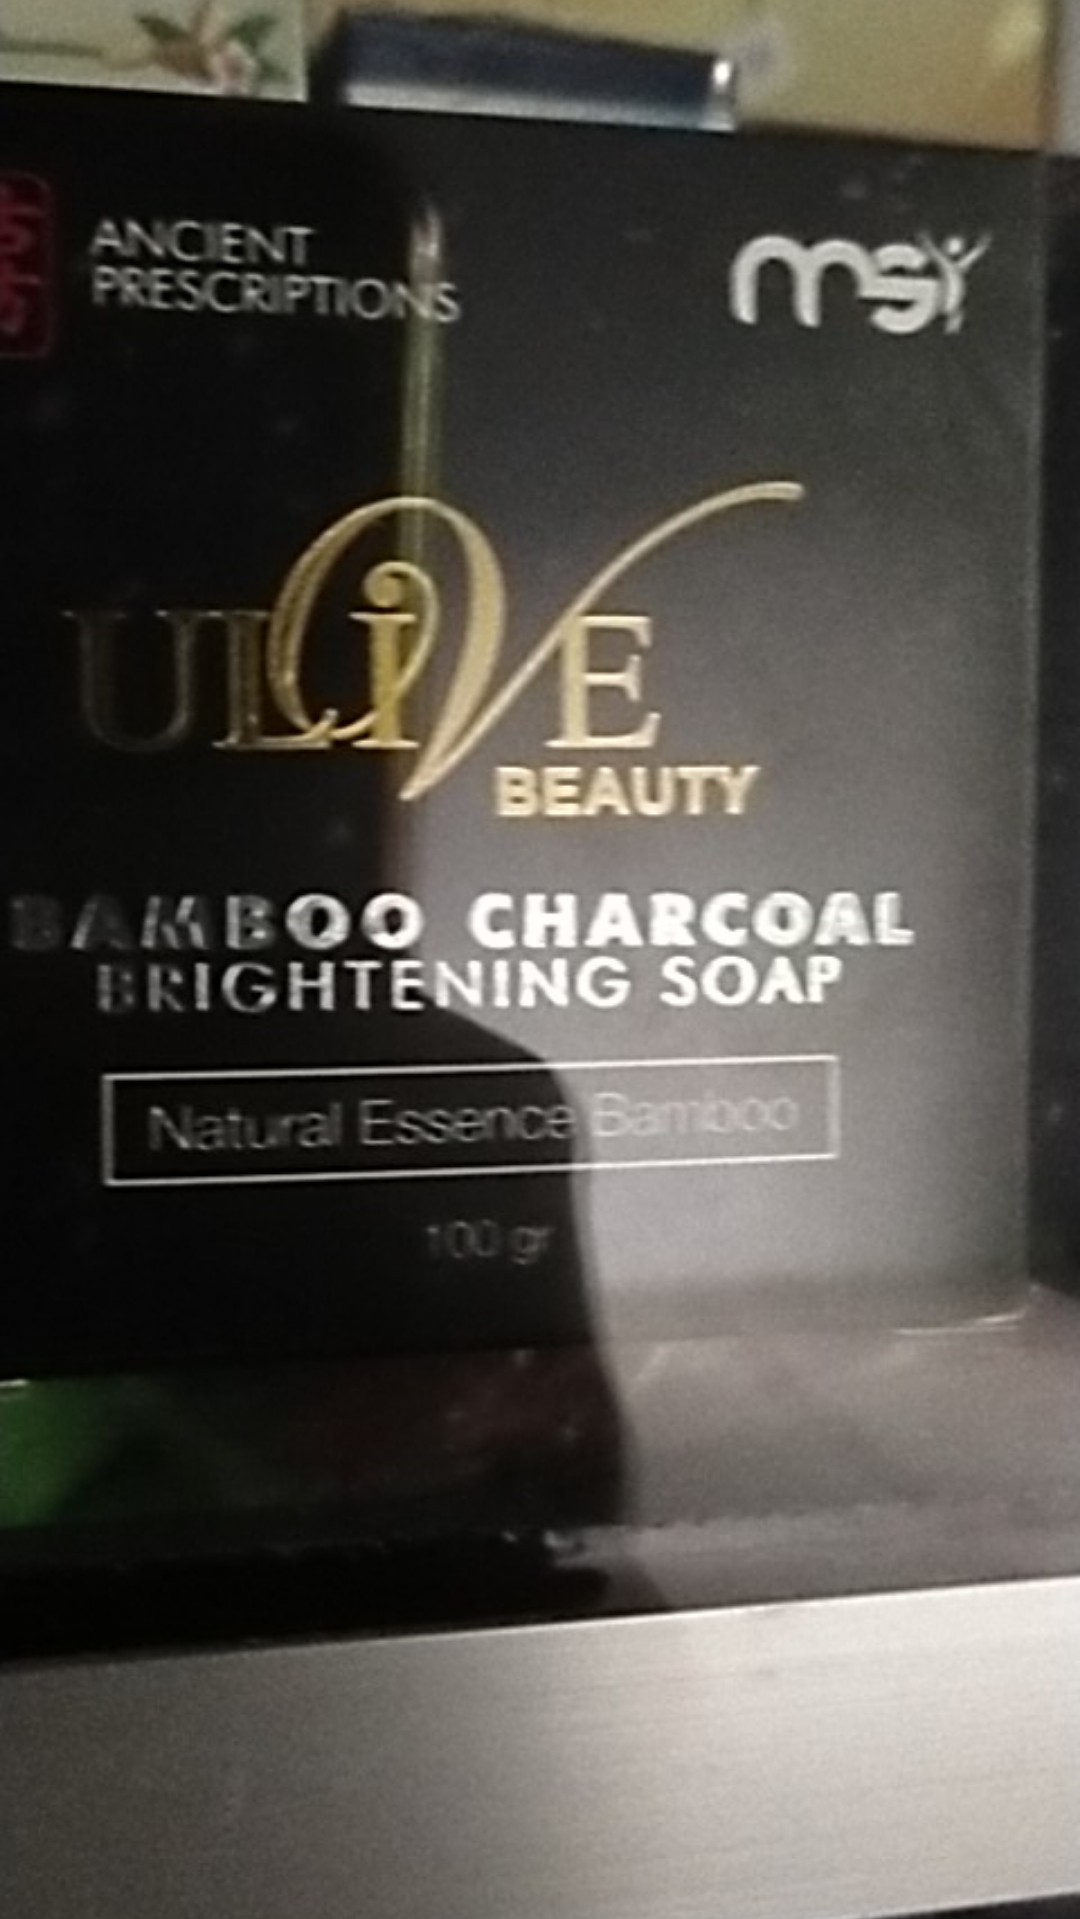 ANCIENT
PRESCRIPTIONS
msi
ULIVE
BEAUTY
BAMBOO CHARCOAL
BRIGHTENING SOAP
Natural Essence Bamboo
100 gr